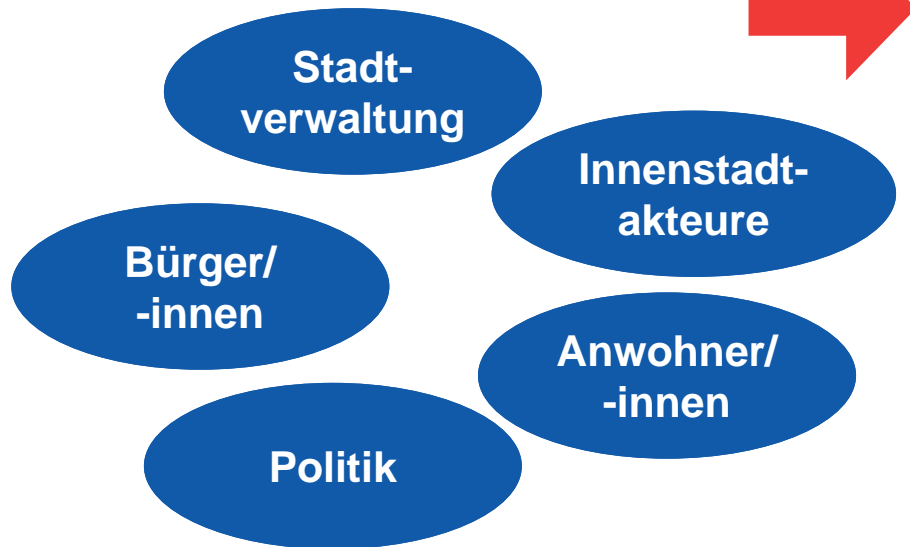 Stadt-
verwaltung
Innenstadt-
akteure
Bürger/
-innen
Anwohner/
-innen
Politik